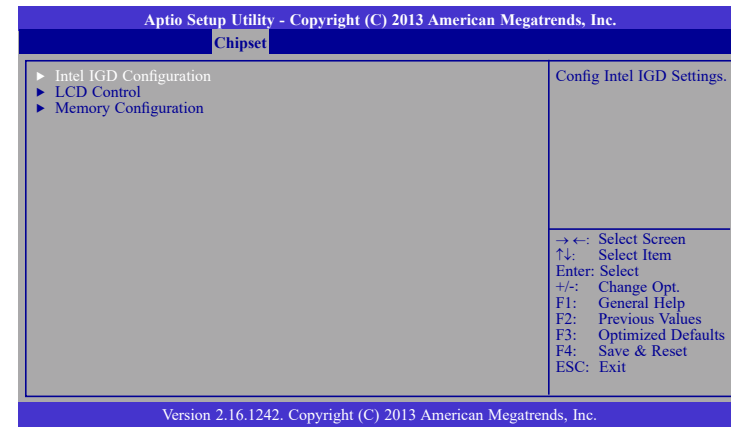 Aptio Setup Utility - Copyright (C) 2013 American Megatrends, Inc.
Chipset
► Intel IGD Configuration
► LCD Control
► Memory Configuration
Config Intel IGD Settings.
→ ←: Select Screen
↑↓: Select Item
Enter: Select
+/-: Change Opt.
F1: General Help
F2: Previous Values
F3: Optimized Defaults
F4: Save & Reset
ESC: Exit
Version 2.16.1242. Copyright (C) 2013 American Megatrends, Inc.